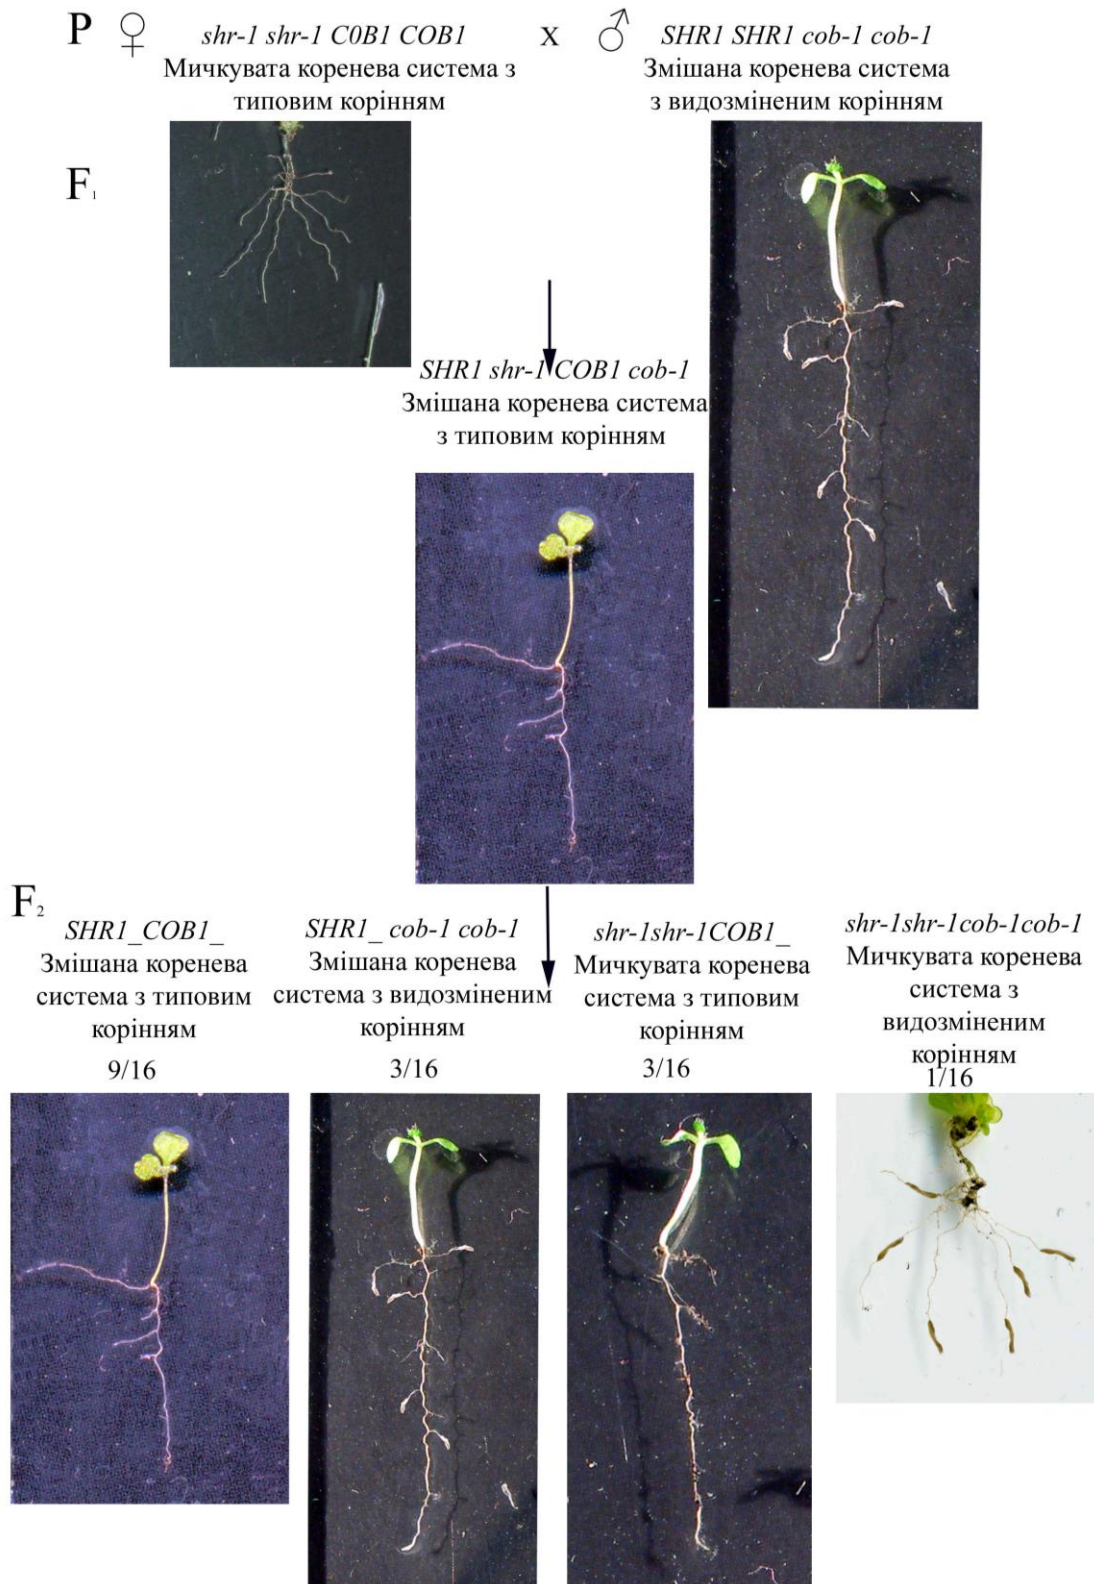 P ♀ shr-1 shr-1 C0B1 COB1 x ♂ SHR1 SHR1 cob-1 cob-1
Мичкувата коренева система з
типовим корінням
Змішана коренева система
з видозміненим корінням
F1
SHR1 shr-1 COB1 cob-1
Змішана коренева система
з типовим корінням
F2
SHR1_COB1_
Змішана коренева
система з типовим
корінням
9/16
SHR1_ cob-1 cob-1
Змішана коренева
система з видозміненим
корінням
3/16
shr-1shr-1COB1_
Мичкувата коренева
система з типовим
корінням
3/16
shr-1shr-1cob-1cob-1
Мичкувата коренева
система з
видозміненим
корінням
1/16